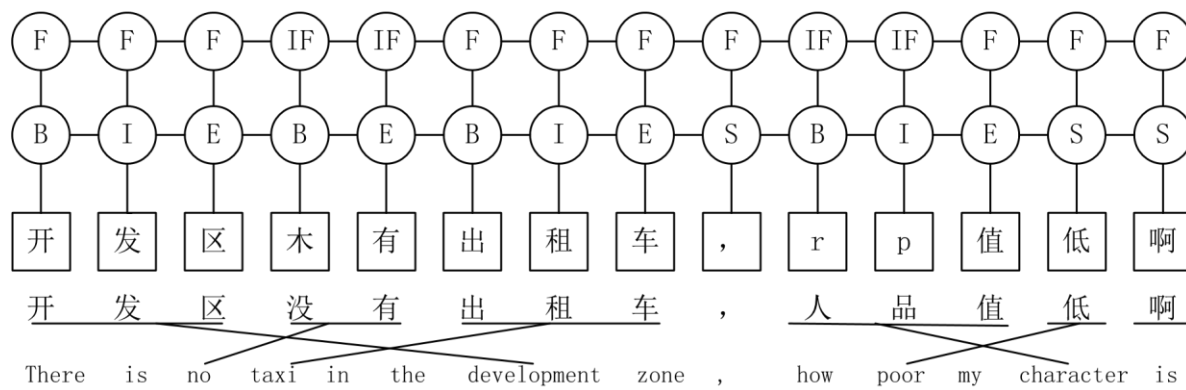 F F F IF IF F F F F IF IF F F F
B I E B E B I E S B I E S S
开 发 区 木 有 出 租 车 ， r p 值 低 啊
开 发 区 没 有 出 租 车 ， 人 品 值 低 啊
There is no taxi in the development zone , how poor my character is